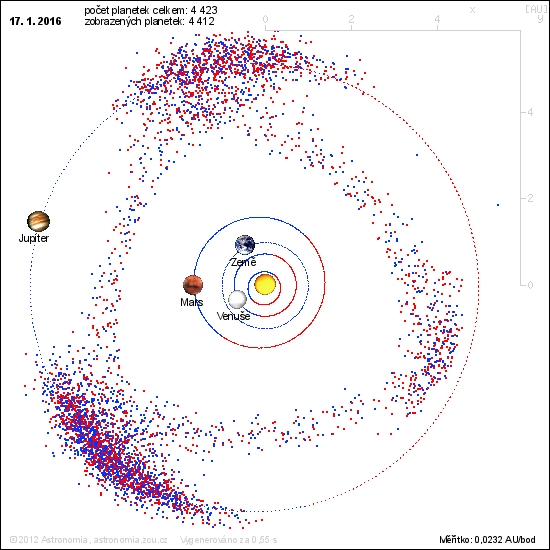 17. 1. 2016
počet planetek celkem: 4 423
zobrazených planetek: 4 412
x [AU]
0 2 4 9
4
2
0
Jupiter
Země
Mars
Venuše
©2012 Astronomia, astronomia.zcu.cz Vygenerováno za 0,55 s
Měřítko: 0,0232 AU/bod